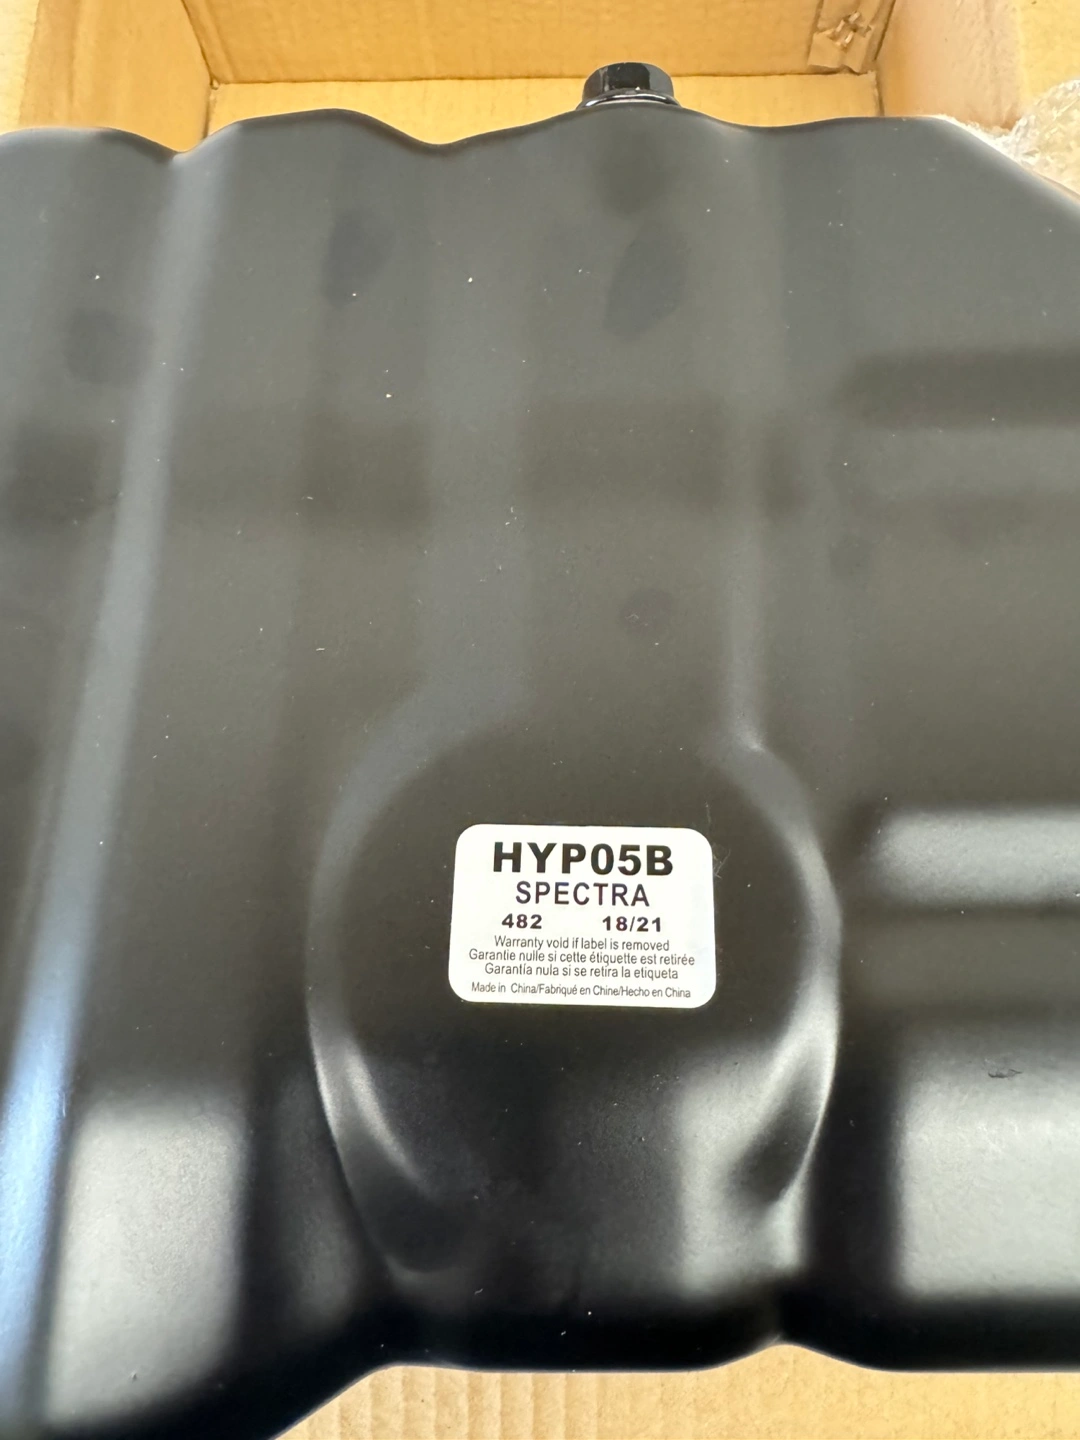 HYP05B
SPECTRA
482 18/21
Warranty void if label is removed
Garantie nulle si cette étiquette est retirée
Garantía nula si se retira la etiqueta
Made in China/Fabriqué en Chine/Hecho en China